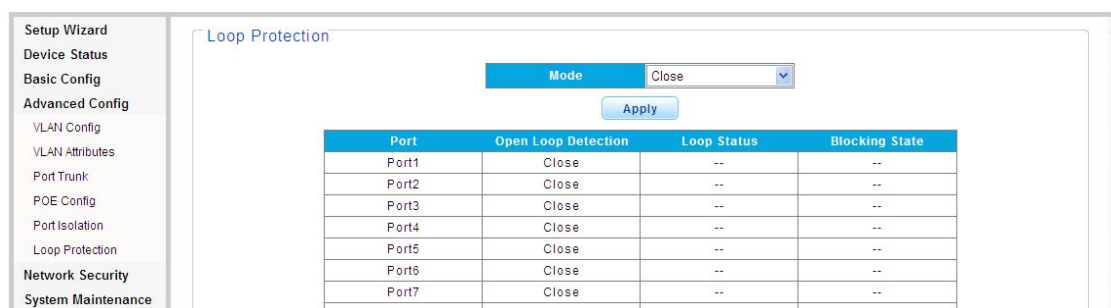 Setup Wizard
Device Status
Basic Config
Advanced Config
VLAN Config
VLAN Attributes
Port Trunk
POE Config
Port Isolation
Loop Protection
Network Security
System Maintenance
Loop Protection
Mode Close
Apply
Port Open Loop Detection Loop Status Blocking State
Port1 Close -- --
Port2 Close -- --
Port3 Close -- --
Port4 Close -- --
Port5 Close -- --
Port6 Close -- --
Port7 Close -- --